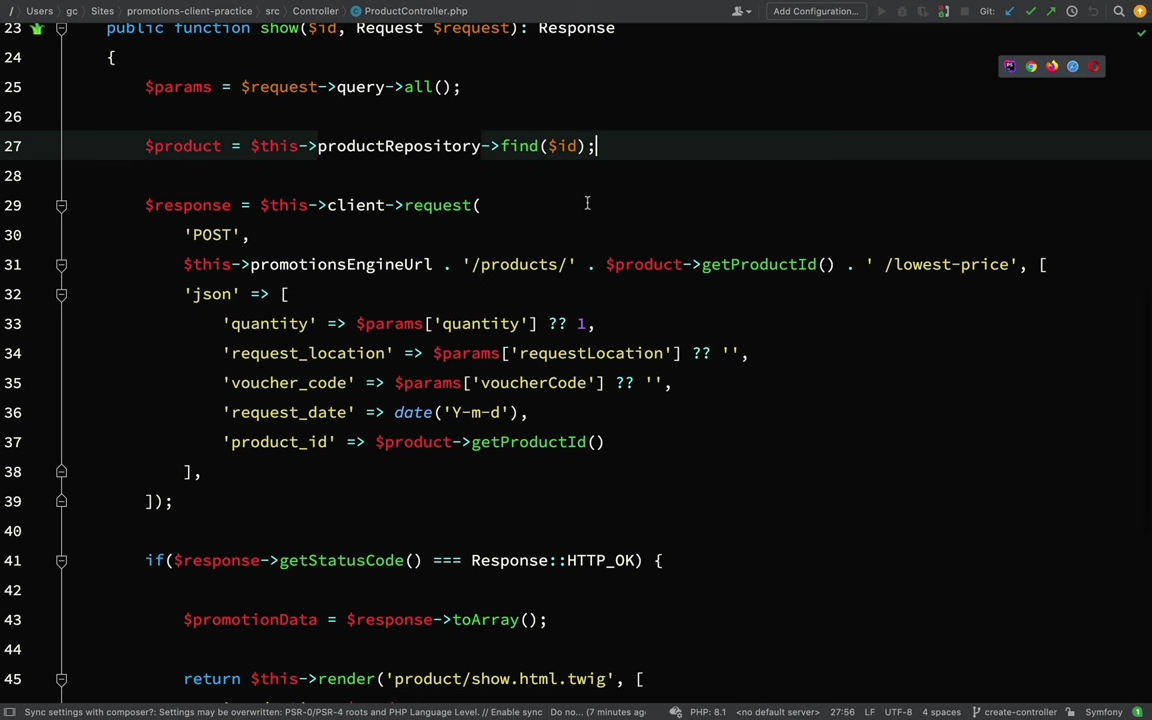 / Users gc Sites promotions-client-practice src Controller ProductController.php Add Configuration... Git:
23 public function show($id, Request $request): Response
24 {
25 $params = $request->query->all();
26
27 $product = $this->productRepository->find($id);
28
29 $response = $this->client->request(
30 'POST',
31 $this->promotionsEngineUrl . '/products/' . $product->getProductId() . ' /lowest-price', [
32 'json' => [
33 'quantity' => $params['quantity'] ?? 1,
34 'request_location' => $params['requestLocation'] ?? '',
35 'voucher_code' => $params['voucherCode'] ?? '',
36 'request_date' => date('Y-m-d'),
37 'product_id' => $product->getProductId()
38 ],
39 ]);
40
41 if($response->getStatusCode() === Response::HTTP_OK) {
42
43 $promotionData = $response->toArray();
44
45 return $this->render('product/show.html.twig', [
Sync settings with composer?: Settings may be overwritten: PSR-0/PSR-4 roots and PHP Language Level. // Enable sync Do no... (7 minutes ago PHP: 8.1 <no default server> 27:56 LF UTF-8 4 spaces create-controller Symfony 1